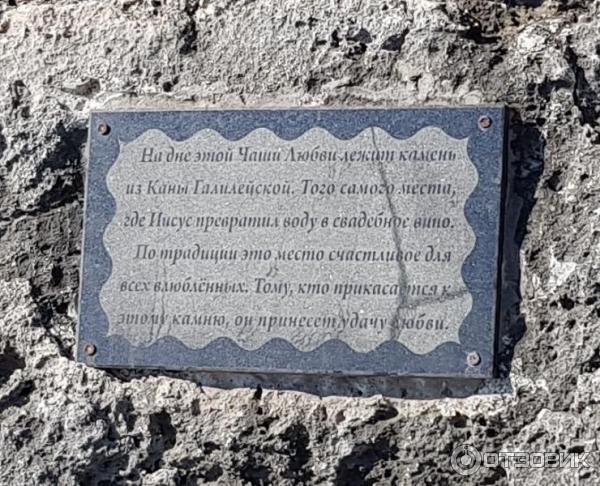 На дне этой Чаши Любви лежит камень
из Каны Галилейской. Того самого места,
где Иисус превратил воду в свадебное вино.
По традиции это место счастливое для
всех влюблённых. Тому, кто прикасается к
этому камню, он принесет удачу любви.
ОТЗОВИК